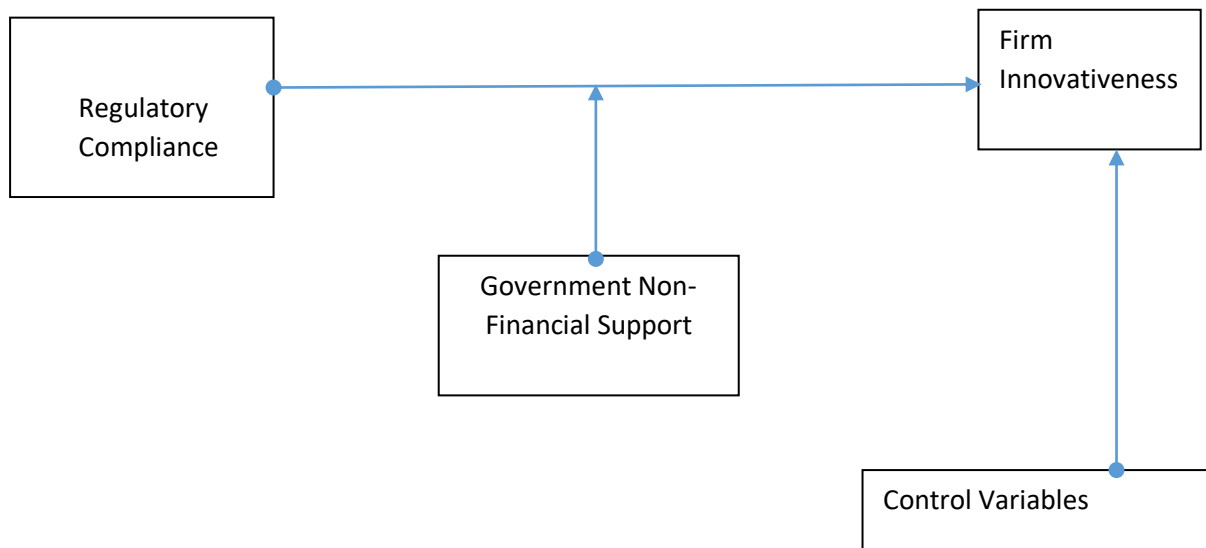 Firm
Innovativeness
Regulatory
Compliance
Government Non-
Financial Support
Control Variables